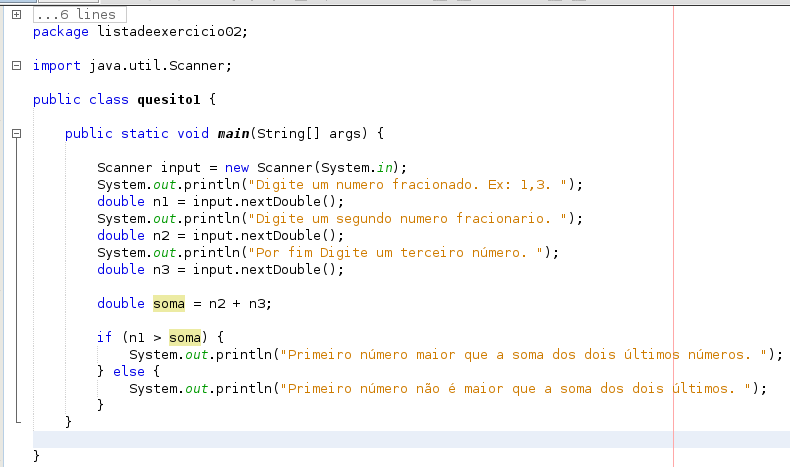 ...6 lines
package listadeexercicio02;
import java.util.Scanner;
public class quesito1 {
public static void main(String[] args) {
Scanner input = new Scanner(System.in);
System.out.println("Digite um numero fracionado. Ex: 1,3. ");
double n1 = input.nextDouble();
System.out.println("Digite um segundo numero fracionario. ");
double n2 = input.nextDouble();
System.out.println("Por fim Digite um terceiro número. ");
double n3 = input.nextDouble();
double soma = n2 + n3;
if (n1 > soma) {
System.out.println("Primeiro número maior que a soma dos dois últimos números. ");
} else {
System.out.println("Primeiro número não é maior que a soma dos dois últimos. ");
}
}
}